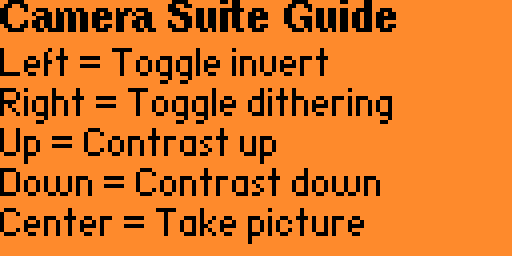 Camera Suite Guide
Left = Toggle invert
Right = Toggle dithering
Up = Contrast up
Down = Contrast down
Center = Take picture